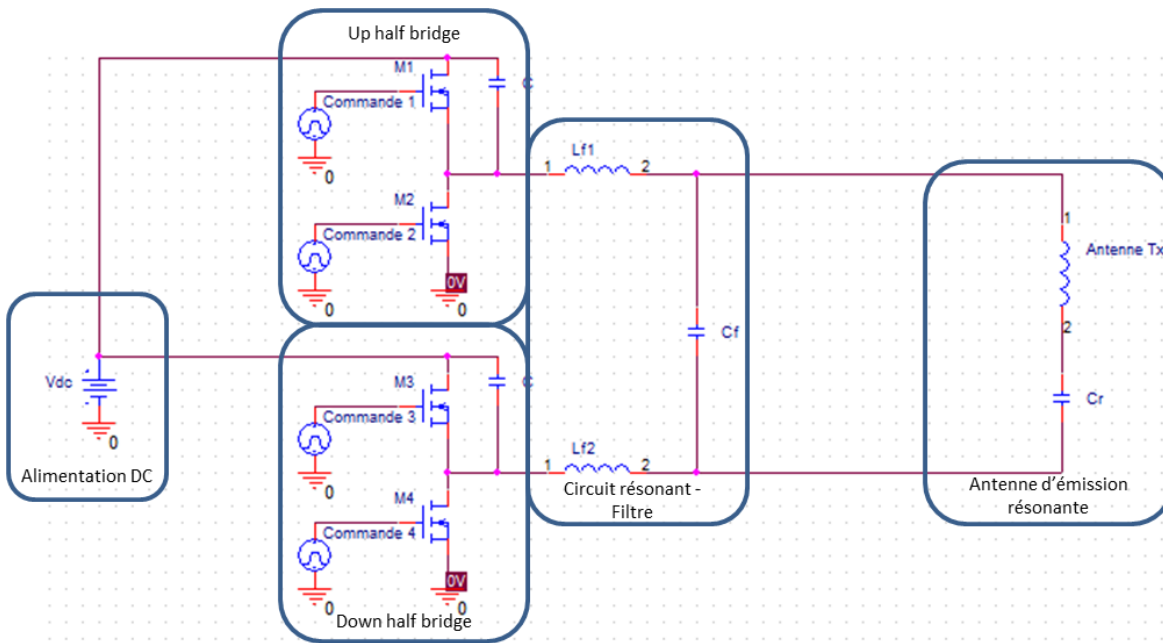 Up half bridge
M1
C
Commande 1
0
M2
Commande 2
0V
0
0
Lf1
1
2
Cf
1
Antenne Tx
2
Cr
Vdc
0
Alimentation DC
M3
C
Commande 3
0
M4
Commande 4
0V
0
0
Down half bridge
Lf2
1
2
Circuit résonant -
Filtre
Antenne d'émission
résonante